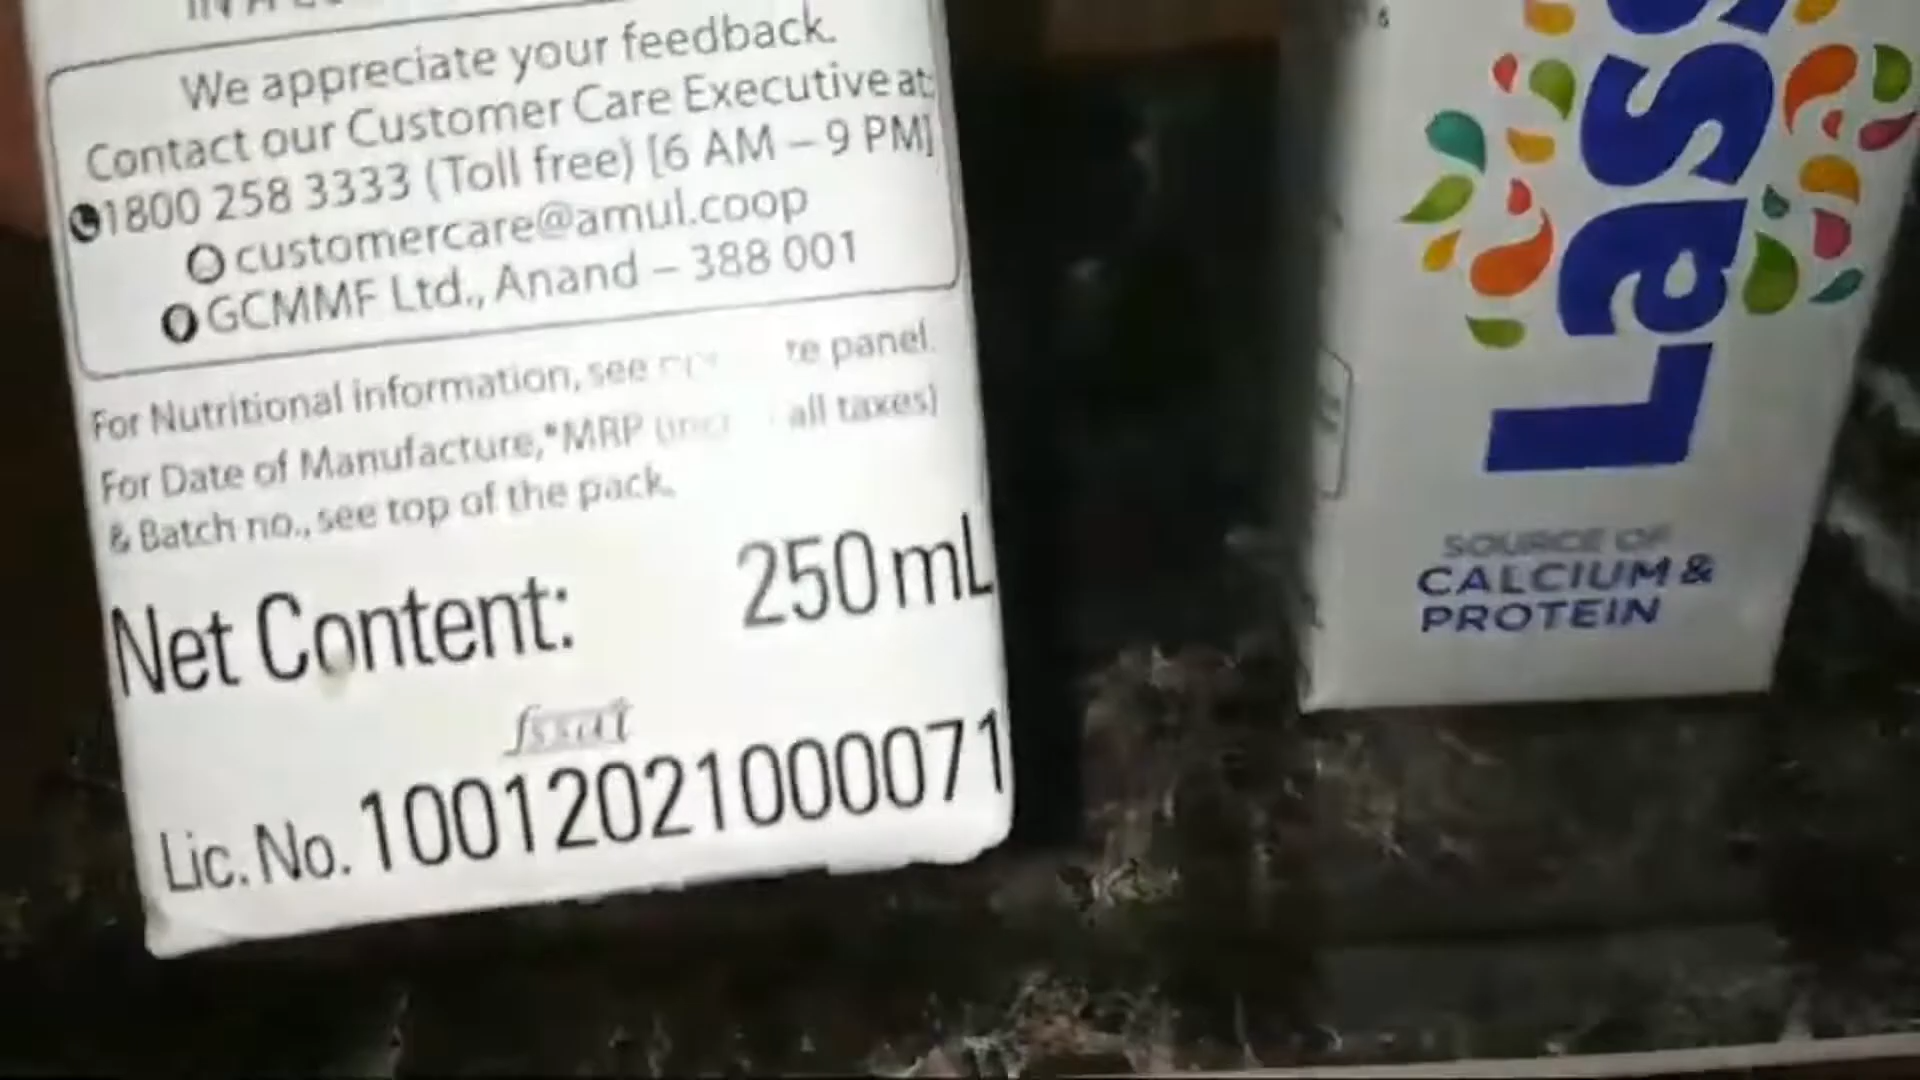 We appreciate your feedback.
Contact our Customer Care Executive at:
1800 258 3333 (Toll free) [6 AM – 9 PM]
customercare@amul.coop
GCMMF Ltd., Anand – 388 001
For Nutritional information, see panel.
For Date of Manufacture,*MRP all taxes)
& Batch no., see top of the pack.
Net Content: 250 mL
fssai
Lic. No. 10012021000071
Lass
SOURCE OF
CALCIUM &
PROTEIN